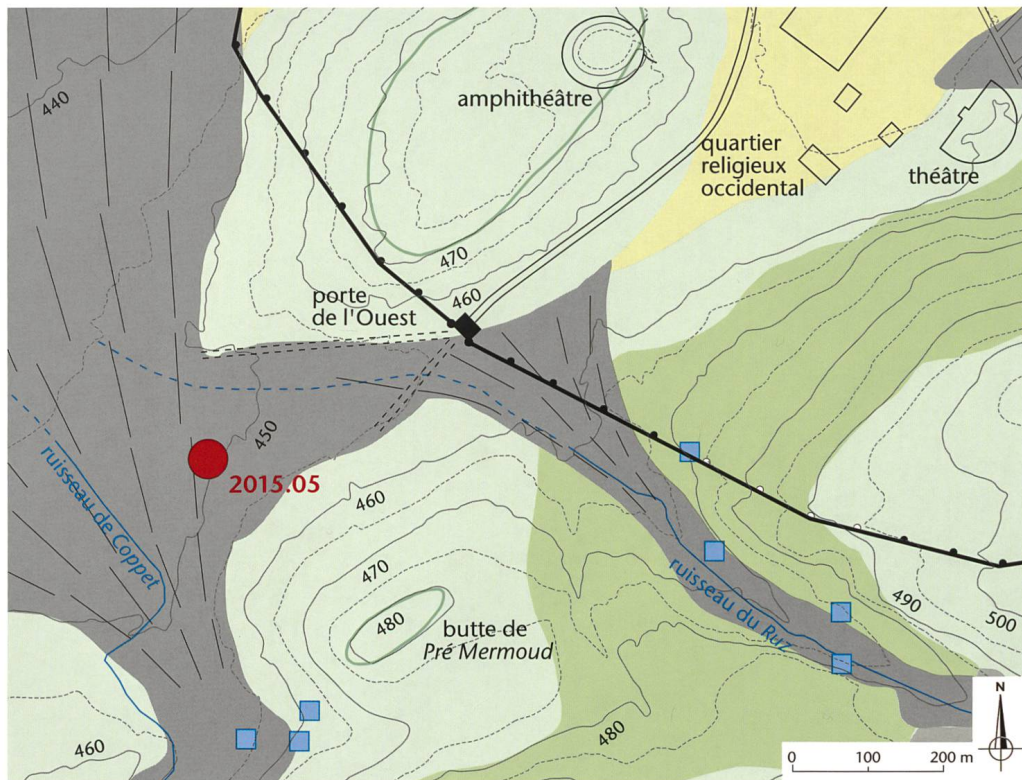 440
amphithéâtre
quartier
religieux
occidental
théâtre
470
460
porte
de l'Ouest
450
2015.05
ruisseau de Coppet
460
470
480
butte de
Pré Mermoud
ruisseau du Ruz
490
500
480
460
N
0 100 200 m